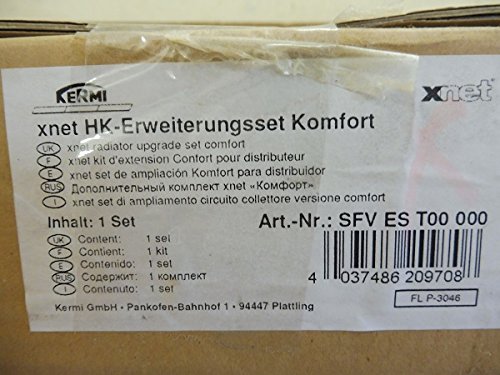 KERMI
xnet
xnet HK-Erweiterungsset Komfort
UK xnet radiator upgrade set comfort
F xnet kit d'extension Confort pour distributeur
E xnet set de ampliación Komfort para distribuidor
RUS Дополнительный комплект xnet «Комфорт»
I xnet set di ampliamento circuito collettore versione comfort
Inhalt: 1 Set
Art.-Nr.: SFV ES T00 000
UK Content: 1 set
F Contient: 1 kit
E Contenido: 1 set
RUS Содержит: 1 комплект
I Contenuto: 1 set
4 037486 209708
FL P-3046
Kermi GmbH • Pankofen-Bahnhof 1 • 94447 Plattling